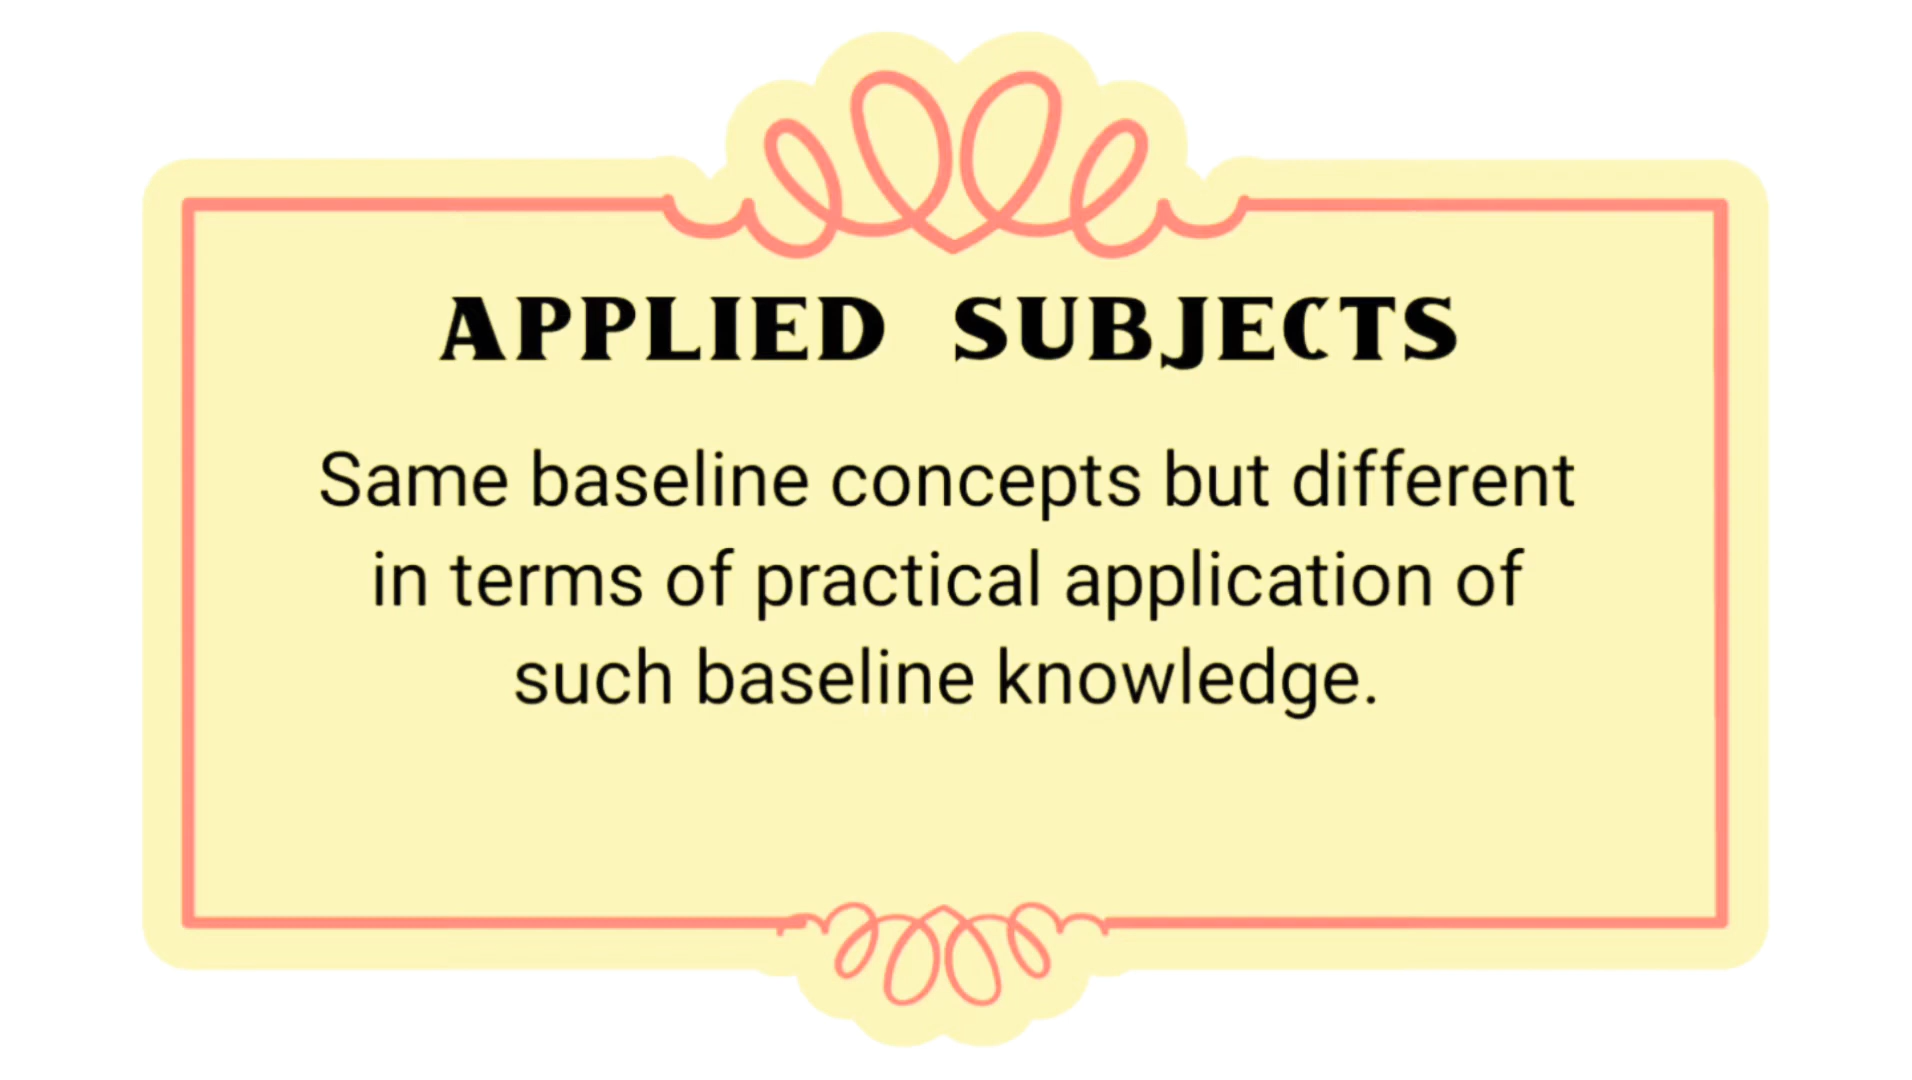 APPLIED SUBJECTS
Same baseline concepts but different
in terms of practical application of
such baseline knowledge.